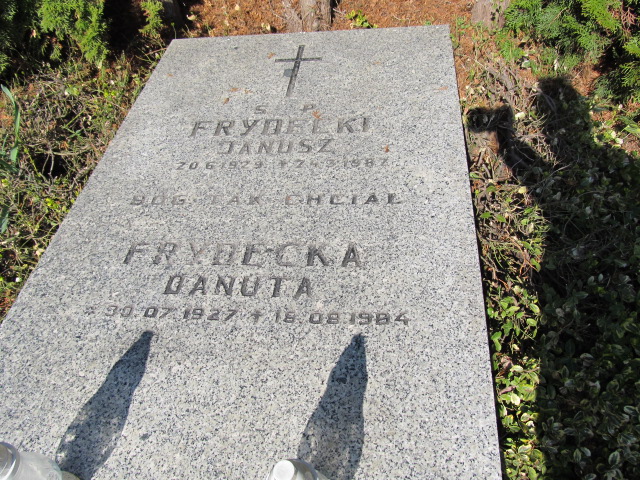 Ś P
FRYDECKI
JANUSZ
BÓG TAK CHCIAŁ
FRYDECKA
DANUTA
* 30.07.1927 + 18.08.1984